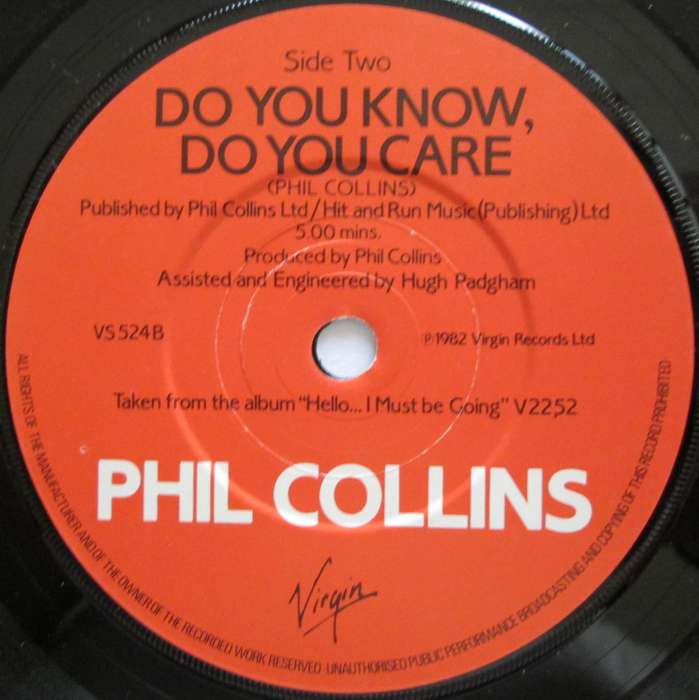 Side Two
DO YOU KNOW,
DO YOU CARE
(PHIL COLLINS)
Published by Phil Collins Ltd/Hit and Run Music (Publishing) Ltd
5.00 mins.
Produced by Phil Collins
Assisted and Engineered by Hugh Padgham
VS 524 B
℗ 1982 Virgin Records Ltd
Taken from the album "Hello... I Must be Going" V2252
PHIL COLLINS
Virgin
ALL RIGHTS OF THE MANUFACTURER AND OF THE OWNER OF THE RECORDED WORK RESERVED · UNAUTHORISED PUBLIC PERFORMANCE BROADCASTING AND COPYING OF THIS RECORD PROHIBITED